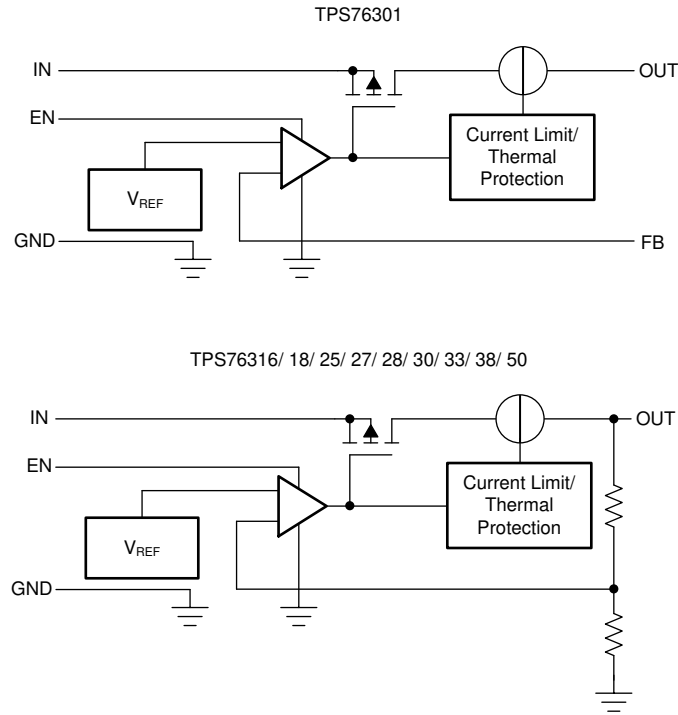 TPS76301
IN
OUT
EN
Current Limit/
Thermal
Protection
VREF
GND
FB
TPS76316/ 18/ 25/ 27/ 28/ 30/ 33/ 38/ 50
IN
OUT
EN
Current Limit/
Thermal
Protection
VREF
GND